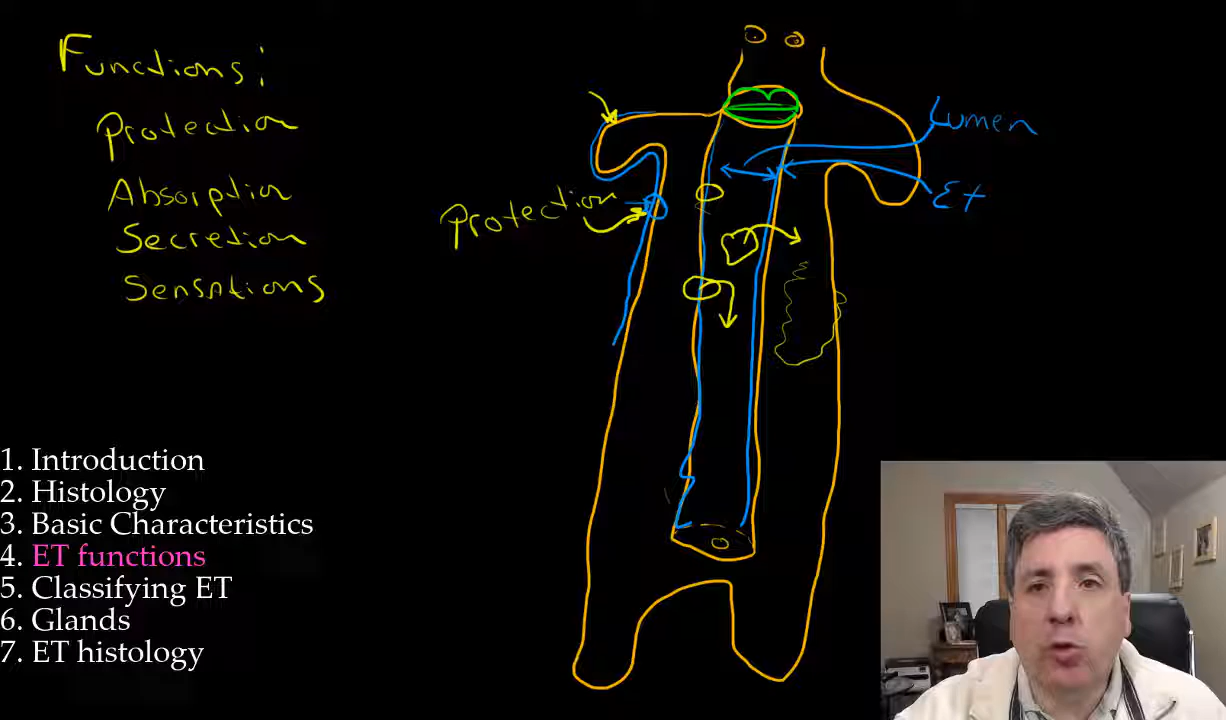 Functions:
Protection
Absorption
Secretion
Sensations
Protection
Lumen
Et
1. Introduction
2. Histology
3. Basic Characteristics
4. ET functions
5. Classifying ET
6. Glands
7. ET histology